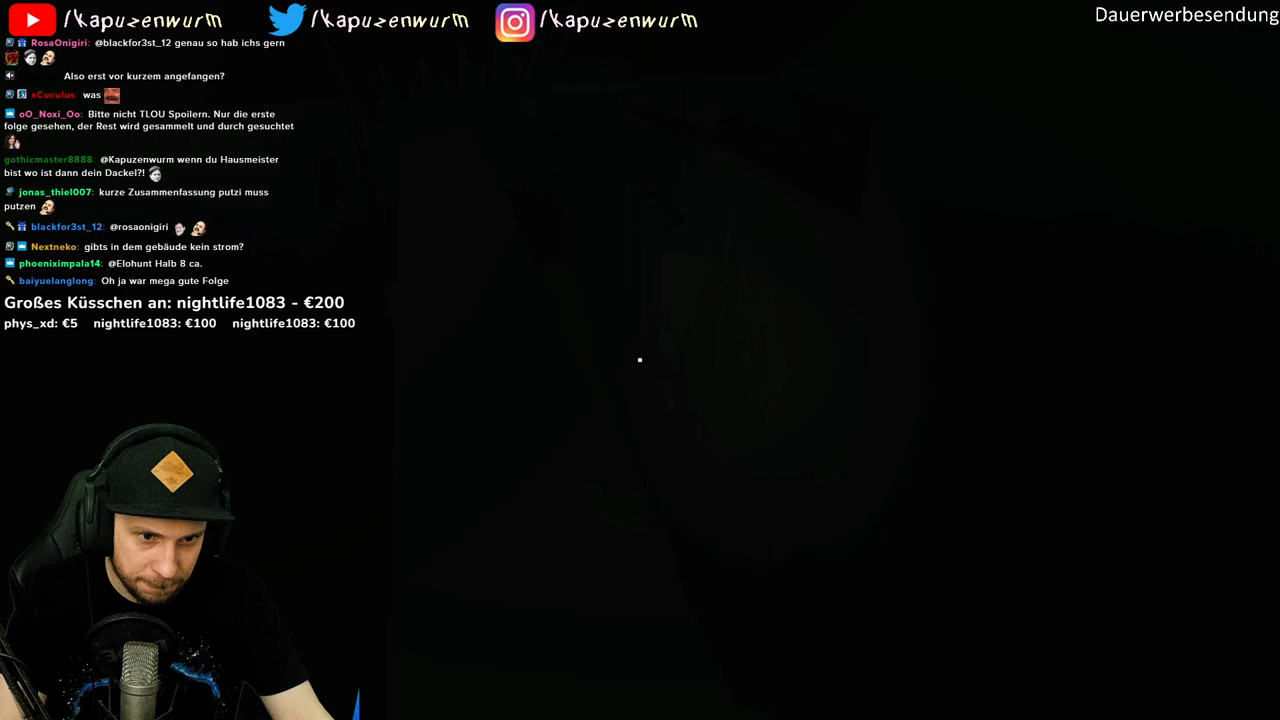 /kapuzenwurm /kapuzenwurm /kapuzenwurm
Dauerwerbesendung
RosaOnigiri: @blackfor3st_12 genau so hab ichs gern
Also erst vor kurzem angefangen?
xCuculus: was
oO_Noxi_Oo: Bitte nicht TLOU Spoilern. Nur die erste
folge gesehen, der Rest wird gesammelt und durch gesuchtet
gothicmaster8888: @Kapuzenwurm wenn du Hausmeister
bist wo ist dann dein Dackel?!
jonas_thiel007: kurze Zusammenfassung putzi muss
putzen
blackfor3st_12: @rosaonigiri
Nextneko: gibts in dem gebäude kein strom?
phoeniximpala14: @Elohunt Halb 8 ca.
baiyuelanglong: Oh ja war mega gute Folge
Großes Küsschen an: nightlife1083 - €200
phys_xd: €5 nightlife1083: €100 nightlife1083: €100